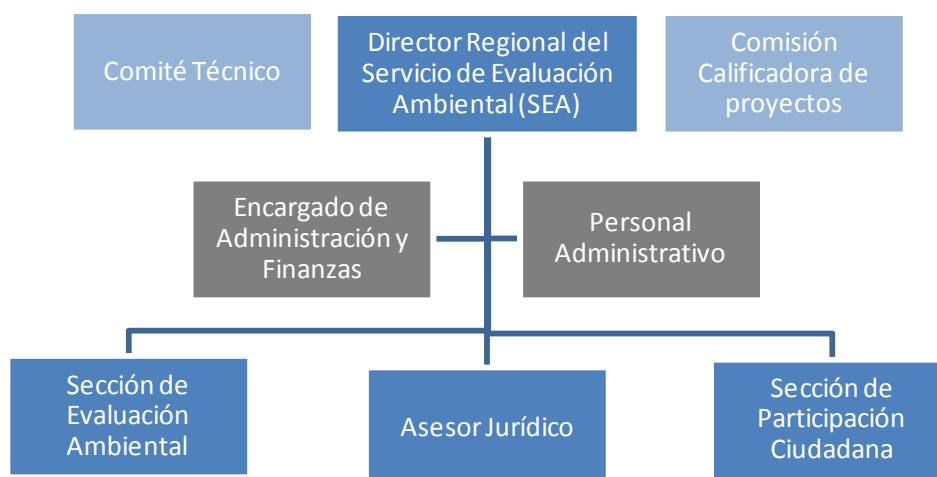 Comité Técnico
Director Regional del
Servicio de Evaluación
Ambiental (SEA)
Comisión
Calificadora de
proyectos
Encargado de
Administración y
Finanzas
Personal
Administrativo
Sección de
Evaluación
Ambiental
Asesor Jurídico
Sección de
Participación
Ciudadana